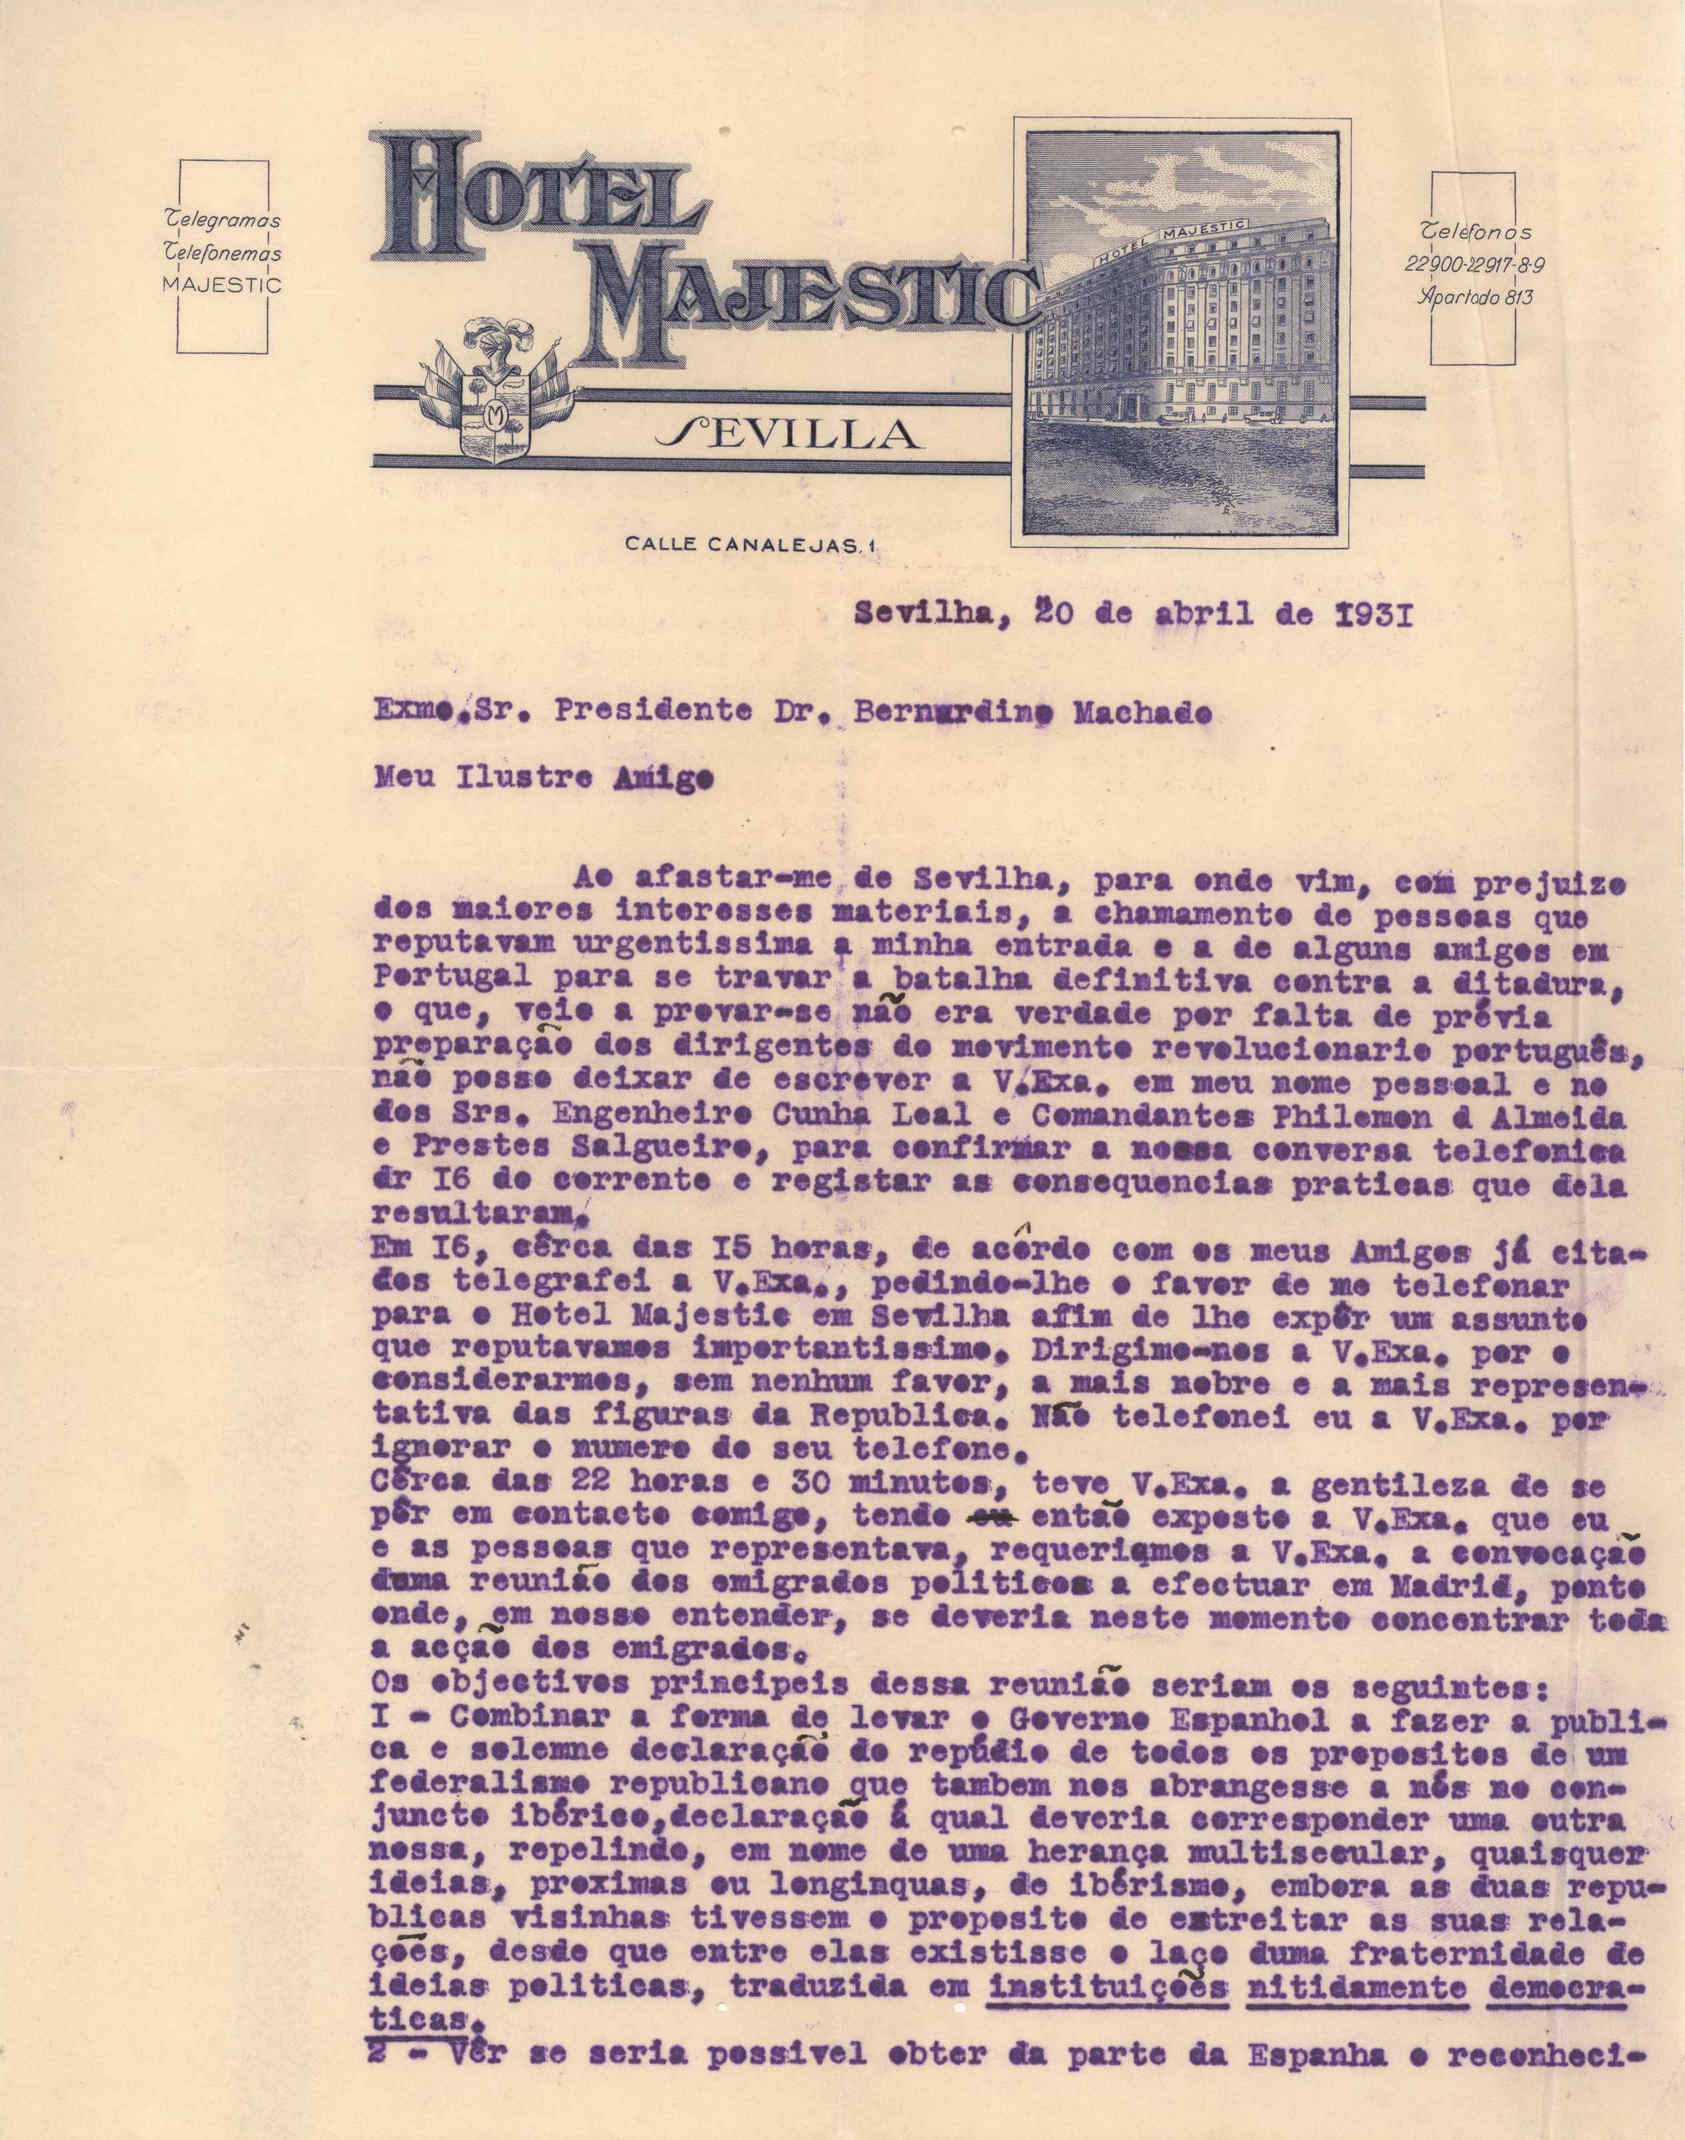 Telegramas
Telefonemas
MAJESTIC
HOTEL
MAJESTIC
SEVILLA
CALLE CANALEJAS, 1
HOTEL MAJESTIC
Telefonos
22900-22917-8-9
Apartado 813
Sevilha, 20 de abril de I93I
Exmo.Sr. Presidente Dr. Bernardino Machado
Meu Ilustre Amigo
Ao afastar-me de Sevilha, para onde vim, com prejuizo
dos maiores interesses materiais, a chamamento de pessoas que
reputavam urgentissima a minha entrada e a de alguns amigos em
Portugal para se travar a batalha definitiva contra a ditadura,
o que, veio a provar-se não era verdade por falta de prévia
preparação dos dirigentes do movimento revolucionario português,
não posso deixar de escrever a V.Exa. em meu nome pessoal e no
dos Srs. Engenheiro Cunha Leal e Comandantes Philemon d Almeida
e Prestes Salgueiro, para confirmar a nossa conversa telefonica
dr I6 do corrente e registar as consequencias praticas que dela
resultaram.
Em I6, cêrca das I5 horas, de acôrdo com os meus Amigos já cita-
dos telegrafei a V.Exa., pedindo-lhe o favor de me telefonar
para o Hotel Majestic em Sevilha afim de lhe expôr um assunto
que reputavamos importantissimo. Dirigimo-nos a V.Exa. por o
considerarmos, sem nenhum favor, a mais nobre e a mais represen-
tativa das figuras da Republica. Não telefonei eu a V.Exa. por
ignorar o numero do seu telefone.
Cêrca das 22 horas e 30 minutos, teve V.Exa. a gentileza de se
pôr em contacto comigo, tendo eu então exposto a V.Exa. que eu
e as pessoas que representava, requeriamos a V.Exa. a convocação
duma reunião dos emigrados politicos a efectuar em Madrid, ponto
onde, em nosso entender, se deveria neste momento concentrar toda
a acção dos emigrados.
Os objectivos principeis dessa reunião seriam os seguintes:
I - Combinar a forma de levar o Governo Espanhol a fazer a publi-
ca e solemne declaração do repúdio de todos os propositos de um
federalismo republicano que tambem nos abrangesse a nós no con-
juncto ibérico,declaração á qual deveria corresponder uma outra
nossa, repelindo, em nome de uma herança multisecular, quaisquer
ideias, proximas ou longinquas, de ibérismo, embora as duas repu-
blicas visinhas tivessem o proposito de estreitar as suas rela-
ções, desde que entre elas existisse o laço duma fraternidade de
ideias politicas, traduzida em instituições nitidamente democra-
ticas.
2 - Vêr se seria possivel obter da parte da Espanha o reconheci-